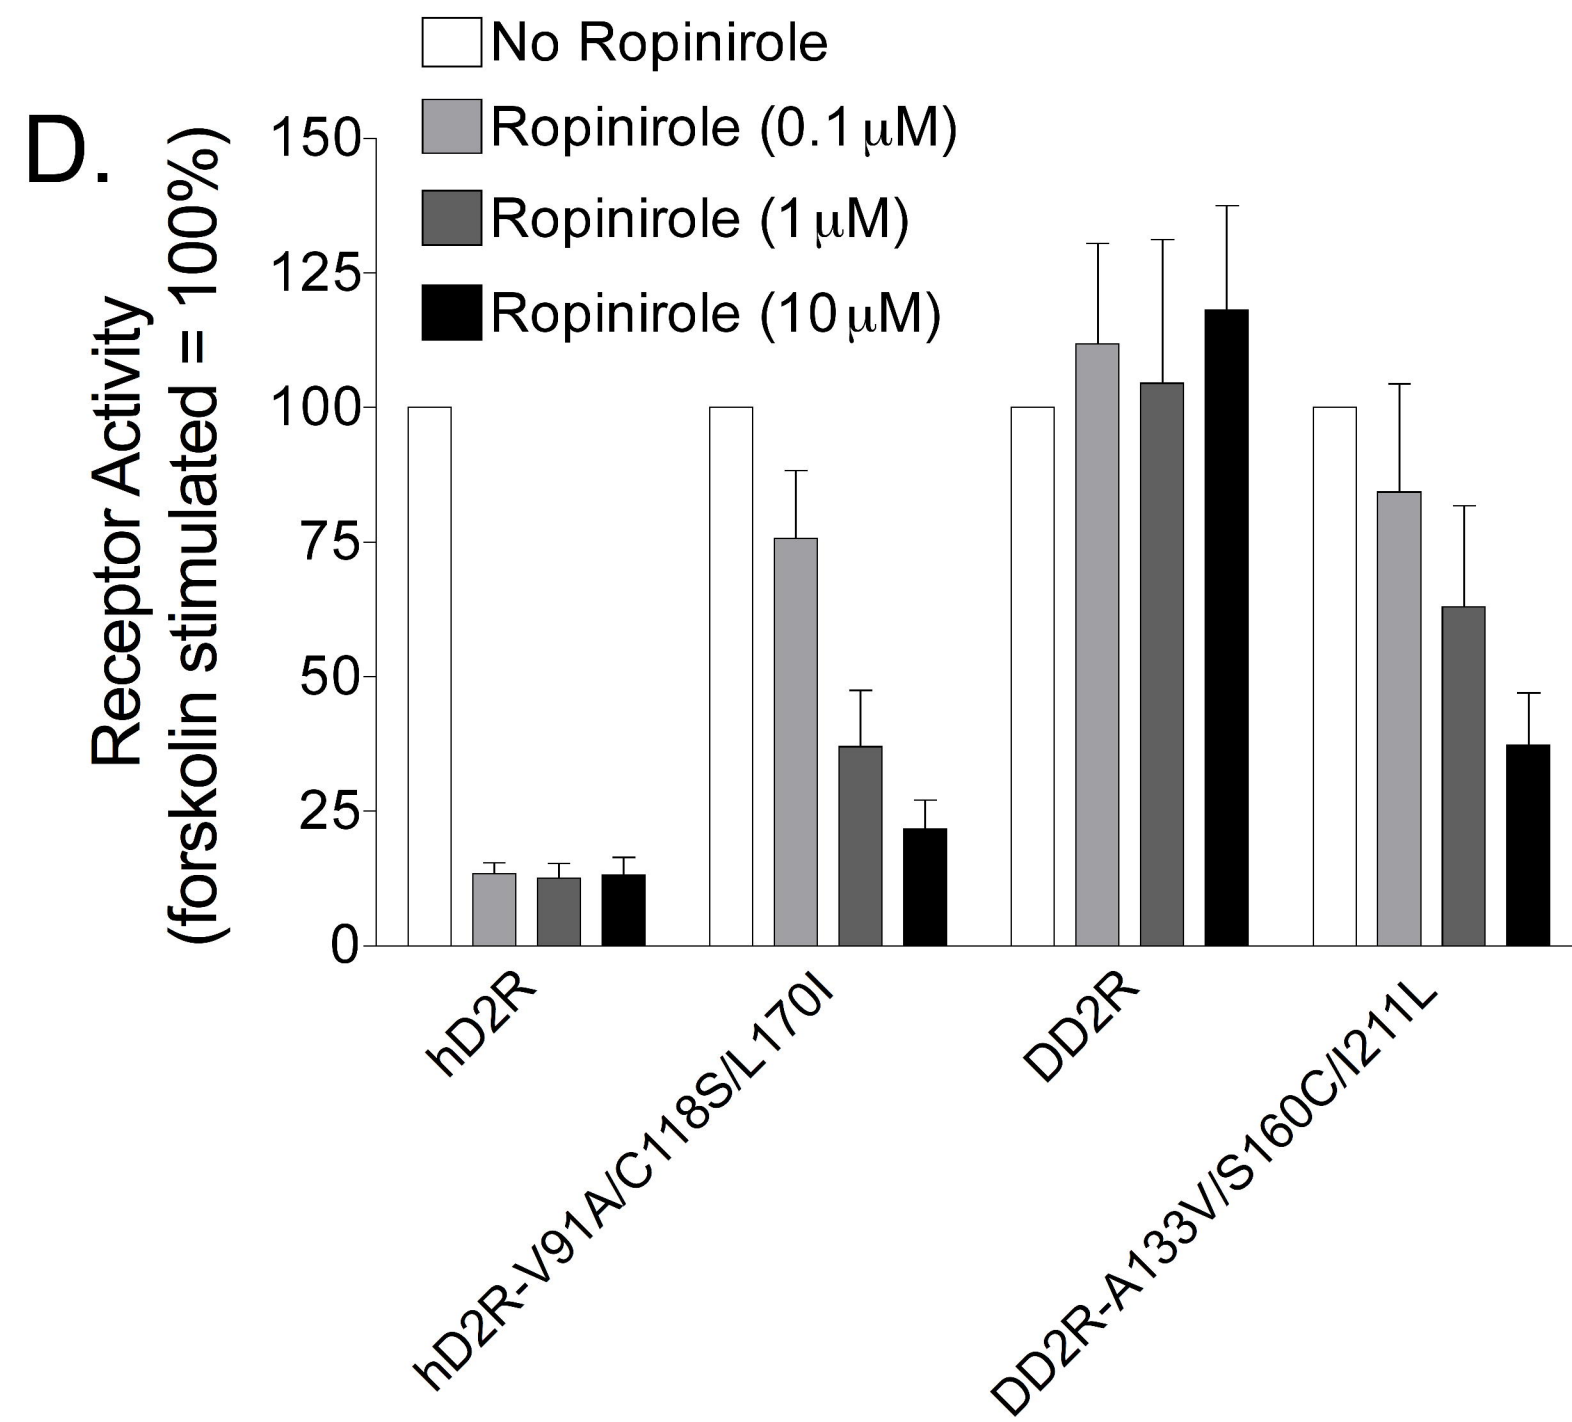 D.
No Ropinirole
Ropinirole (0.1 μM)
Ropinirole (1 μM)
Ropinirole (10 μM)
Receptor Activity
(forskolin stimulated = 100%)
150
125
100
75
50
25
0
hD2R
hD2R-V91A/C118S/L170I
DD2R
DD2R-A133V/S160C/I211L